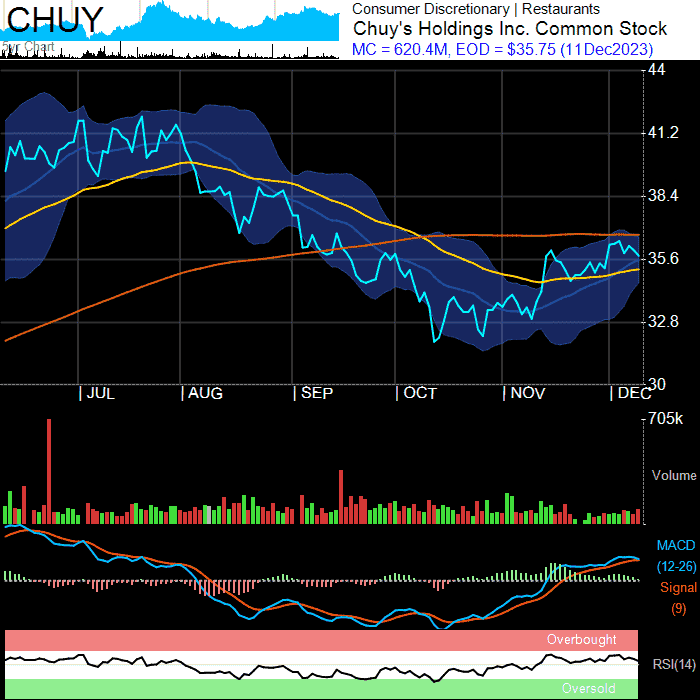 CHUY
5yr Chart
Consumer Discretionary | Restaurants
Chuy's Holdings Inc. Common Stock
MC = 620.4M, EOD = $35.75 (11Dec2023)
44
41.2
38.4
35.6
32.8
30
JUL
AUG
SEP
OCT
NOV
DEC
705k
Volume
MACD
(12-26)
Signal
(9)
Overbought
RSI(14)
Oversold